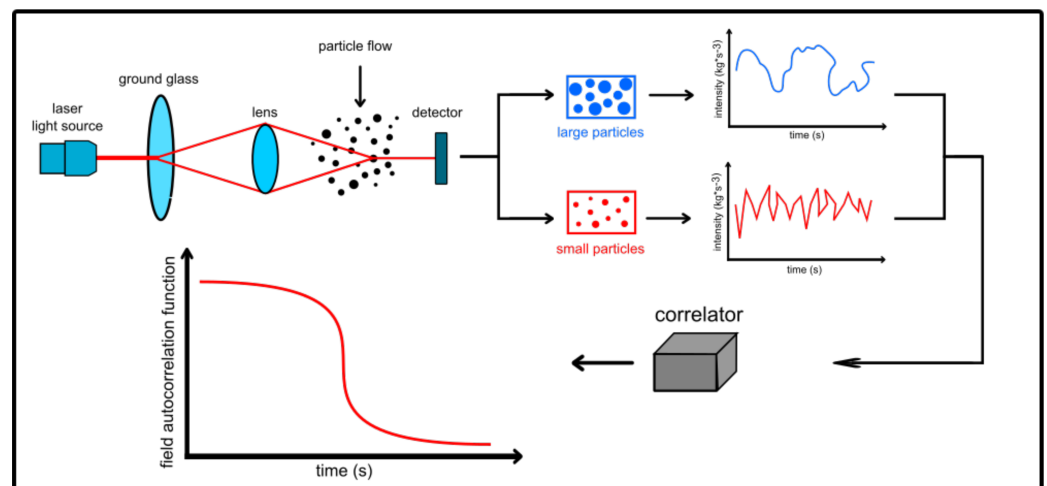 particle flow
ground glass
laser
light source
lens
detector
large particles
intensity (kg*s-3)
time (s)
small particles
intensity (kg*s-3)
time (s)
correlator
field autocorrelation function
time (s)